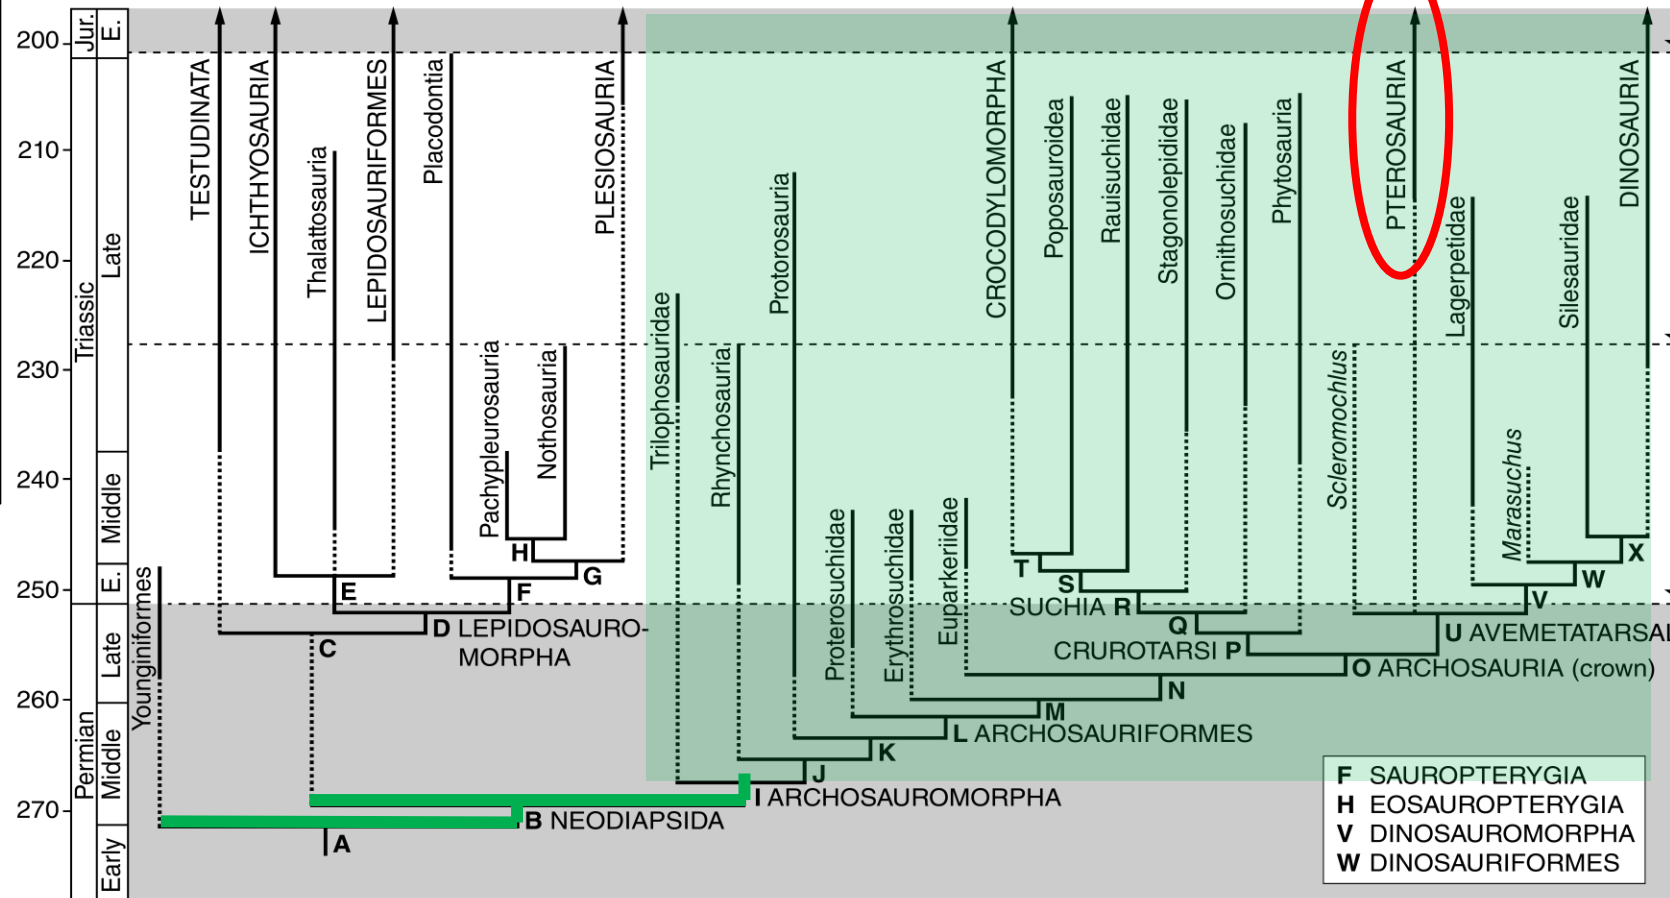 200
210
220
230
240
250
260
270
Jur.
Triassic
Permian
E.
Late
Middle
E.
Late
Middle
Early
Younginiformes
TESTUDINATA
ICHTHYOSAURIA
Thalattosauria
LEPIDOSAURIFORMES
Placodontia
Pachypleurosauria
Nothosauria
PLESIOSAURIA
Trilophosauridae
Rhynchosauria
Protorosauria
Proterosuchidae
Erythrosuchidae
Euparkeriidae
CROCODYLOMORPHA
Poposauroidea
Rauisuchidae
Stagonolepididae
Ornithosuchidae
Phytosauria
Scleromochlus
PTEROSAURIA
Lagerpetidae
Marasuchus
Silesauridae
DINOSAURIA
H
G
E
F
D LEPIDOSAURO-
MORPHA
C
T
S
SUCHIA R
Q
CRUROTARSI P
X
W
V
U AVEMETATARSAL
O ARCHOSAURIA (crown)
N
M
L ARCHOSAURIFORMES
K
J
I ARCHOSAUROMORPHA
B NEODIAPSIDA
A
F SAUROPTERYGIA
H EOSAUROPTERYGIA
V DINOSAUROMORPHA
W DINOSAURIFORMES